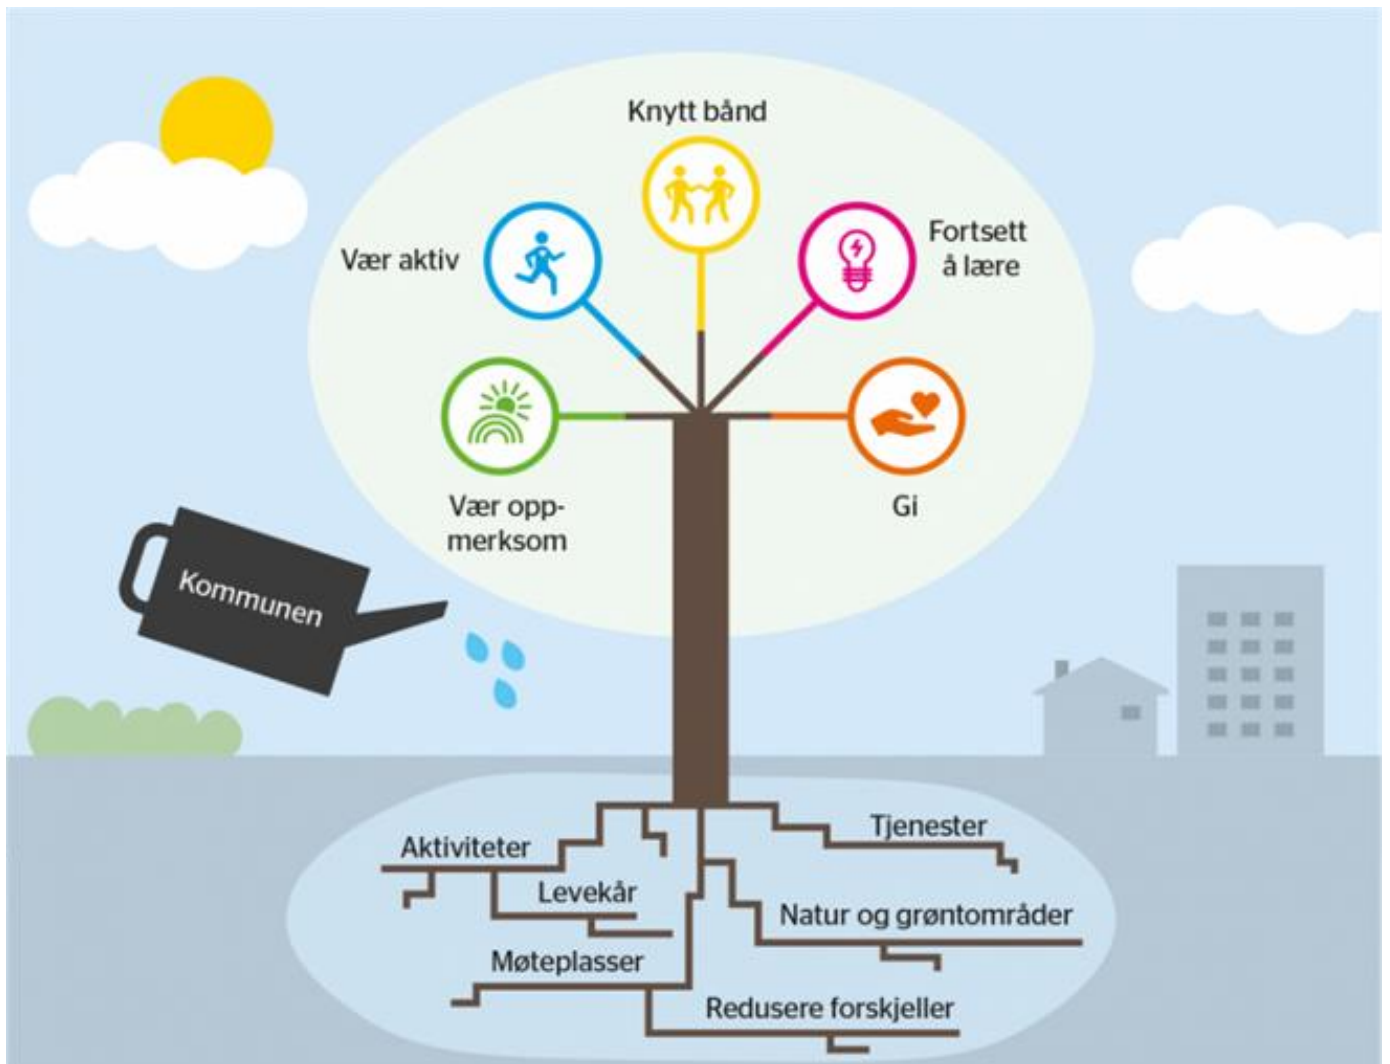 Knytt bånd
Vær aktiv
Fortsett
å lære
Vær opp-
merksom
Gi
Kommunen
Aktiviteter
Tjenester
Levekår
Natur og grøntområder
Møteplasser
Redusere forskjeller